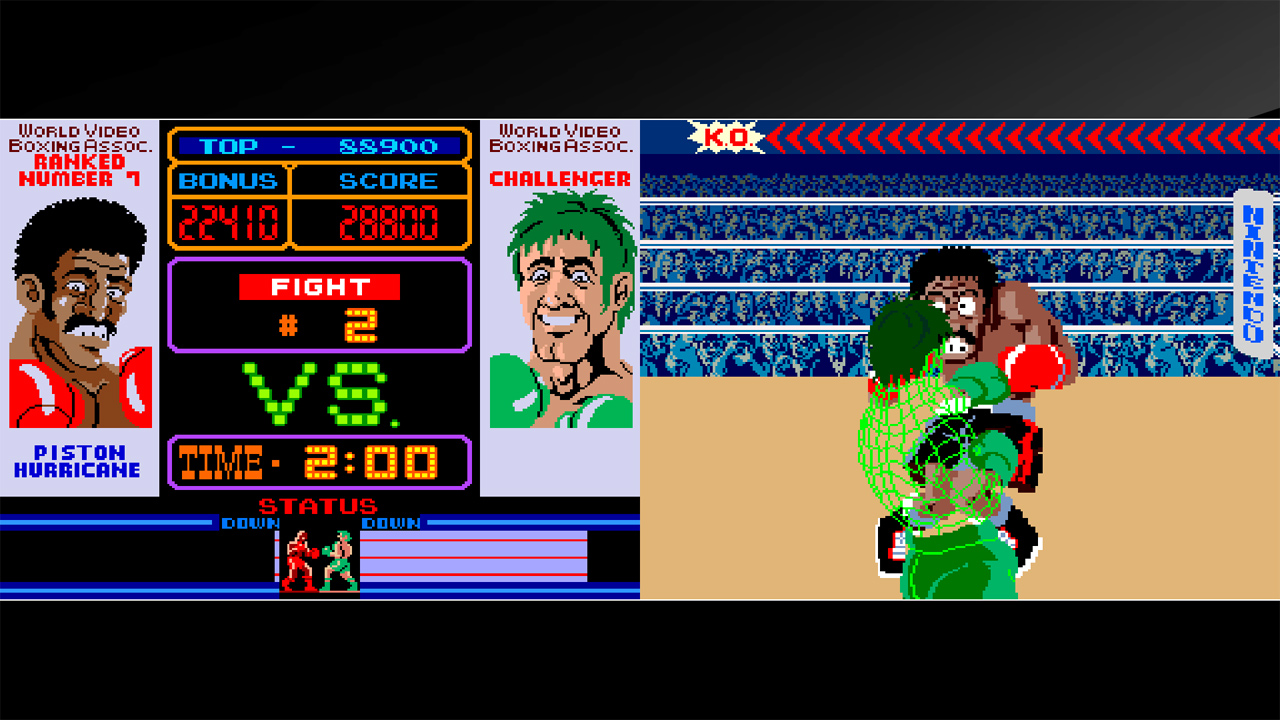 WORLD VIDEO
BOXING ASSOC.
RANKED
NUMBER 7
PISTON
HURRICANE
TOP - 88900
BONUS SCORE
22410 28800
FIGHT
# 2
VS.
TIME· 2:00
WORLD VIDEO
BOXING ASSOC.
CHALLENGER
STATUS
DOWN DOWN
KO
NINTENDO